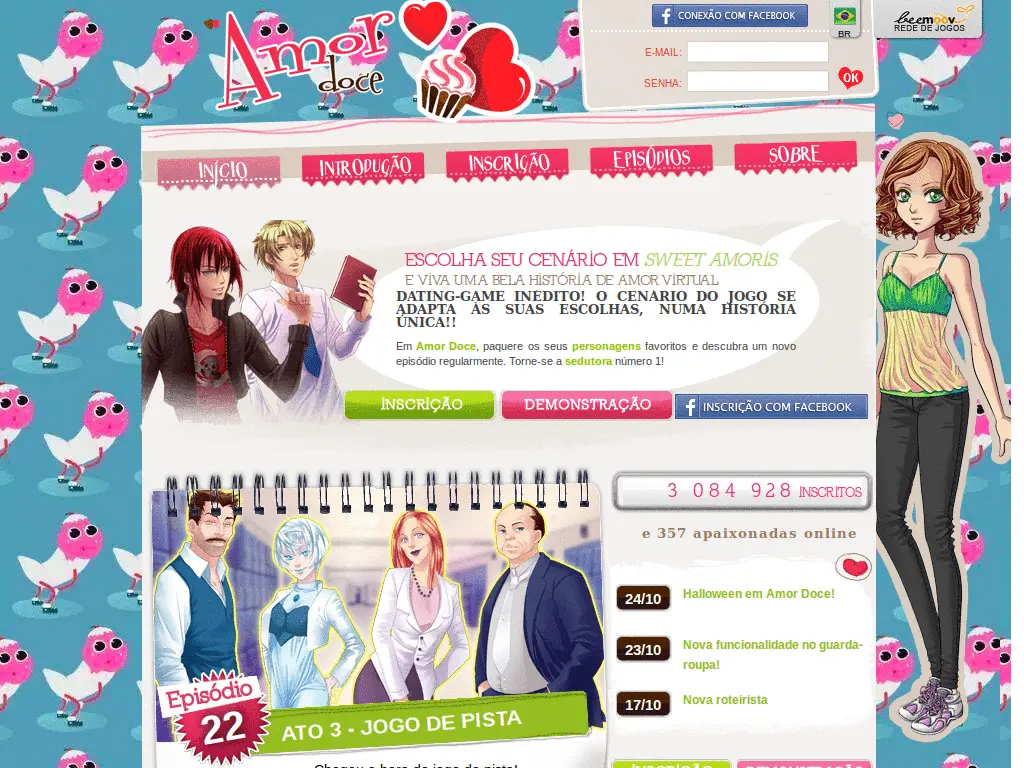 Amor
doce
CONEXÃO COM FACEBOOK
BR
beemoov
REDE DE JOGOS
E-MAIL:
SENHA:
OK
INÍCIO
INTRODUÇÃO
INSCRIÇÃO
EPISÓDIOS
SOBRE
ESCOLHA SEU CENÁRIO EM SWEET AMORIS
E VIVA UMA BELA HISTÓRIA DE AMOR VIRTUAL
DATING-GAME INEDITO! O CENARIO DO JOGO SE
ADAPTA ÀS SUAS ESCOLHAS, NUMA HISTÓRIA
ÚNICA!!
Em Amor Doce, paquere os seus personagens favoritos e descubra um novo
episódio regularmente. Torne-se a sedutora número 1!
INSCRIÇÃO
DEMONSTRAÇÃO
INSCRIÇÃO COM FACEBOOK
3 084 928 INSCRITOS
e 357 apaixonadas online
24/10 Halloween em Amor Doce!
23/10 Nova funcionalidade no guarda-
roupa!
17/10 Nova roteirista
Episódio
22
ATO 3 - JOGO DE PISTA
Chegou a hora do jogo de pista!
INSCRIÇÃO
DEMONSTRAÇÃO